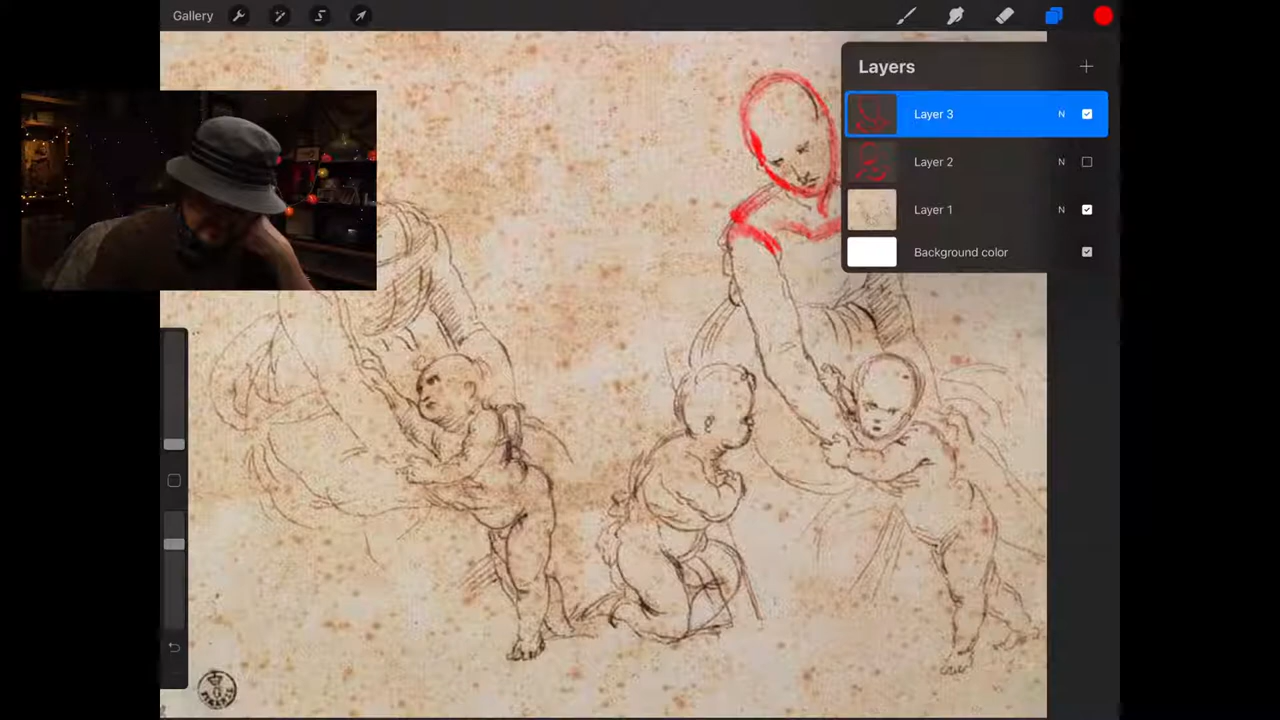 Gallery
Layers
Layer 3 N
Layer 2 N
Layer 1 N
Background color